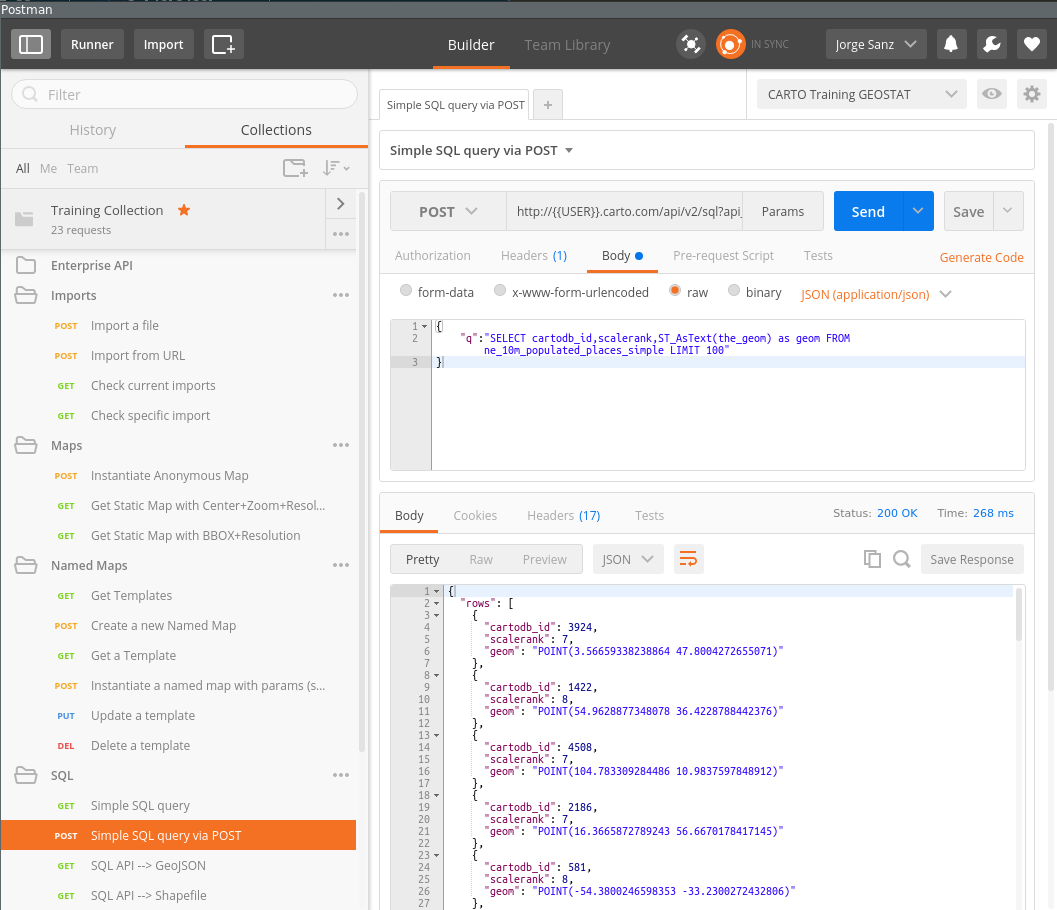 Postman
Runner
Import
Builder
Team Library
IN SYNC
Jorge Sanz
Filter
History
Collections
All Me Team
Training Collection
23 requests
Enterprise API
Imports
POST Import a file
POST Import from URL
GET Check current imports
GET Check specific import
Maps
POST Instantiate Anonymous Map
GET Get Static Map with Center+Zoom+Resol...
GET Get Static Map with BBOX+Resolution
Named Maps
GET Get Templates
POST Create a new Named Map
GET Get a Template
POST Instantiate a named map with params (s...
PUT Update a template
DEL Delete a template
SQL
GET Simple SQL query
POST Simple SQL query via POST
GET SQL API --> GeoJSON
GET SQL API --> Shapefile
Simple SQL query via POST
+
CARTO Training GEOSTAT
Simple SQL query via POST
POST
http://{{USER}}.carto.com/api/v2/sql?api_
Params
Send
Save
Authorization
Headers (1)
Body
Pre-request Script
Tests
Generate Code
form-data
x-www-form-urlencoded
raw
binary
JSON (application/json)
1 {
2 "q":"SELECT cartodb_id,scalerank,ST_AsText(the_geom) as geom FROM
ne_10m_populated_places_simple LIMIT 100"
3 }
Body
Cookies
Headers (17)
Tests
Status: 200 OK
Time: 268 ms
Pretty
Raw
Preview
JSON
Save Response
1 {
2 "rows": [
3 {
4 "cartodb_id": 3924,
5 "scalerank": 7,
6 "geom": "POINT(3.56659338238864 47.8004272655071)"
7 },
8 {
9 "cartodb_id": 1422,
10 "scalerank": 8,
11 "geom": "POINT(54.9628877348078 36.4228788442376)"
12 },
13 {
14 "cartodb_id": 4508,
15 "scalerank": 7,
16 "geom": "POINT(104.783309284486 10.9837597848912)"
17 },
18 {
19 "cartodb_id": 2186,
20 "scalerank": 7,
21 "geom": "POINT(16.3665872789243 56.6670178417145)"
22 },
23 {
24 "cartodb_id": 581,
25 "scalerank": 8,
26 "geom": "POINT(-54.3800246598353 -33.2300272432806)"
27 },